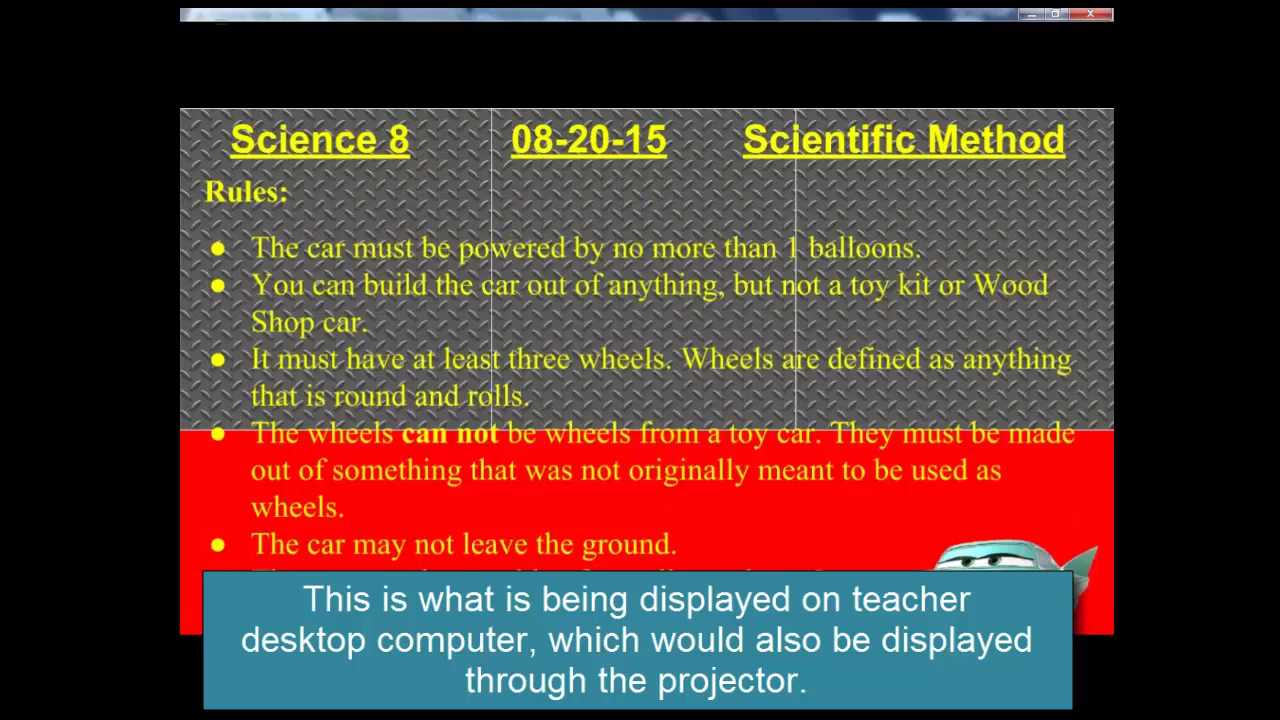 Science 8 08-20-15 Scientific Method
Rules:
● The car must be powered by no more than 1 balloons.
● You can build the car out of anything, but not a toy kit or Wood
Shop car.
● It must have at least three wheels. Wheels are defined as anything
that is round and rolls.
● The wheels can not be wheels from a toy car. They must be made
out of something that was not originally meant to be used as
wheels.
● The car may not leave the ground.
This is what is being displayed on teacher
desktop computer, which would also be displayed
through the projector.